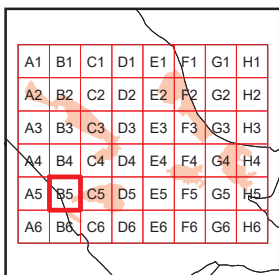 A1 B1 C1 D1 E1 F1 G1 H1
A2 B2 C2 D2 E2 F2 G2 H2
A3 B3 C3 D3 E3 F3 G3 H3
A4 B4 C4 D4 E4 F4 G4 H4
A5 B5 C5 D5 E5 F5 G5 H5
A6 B6 C6 D6 E6 F6 G6 H6